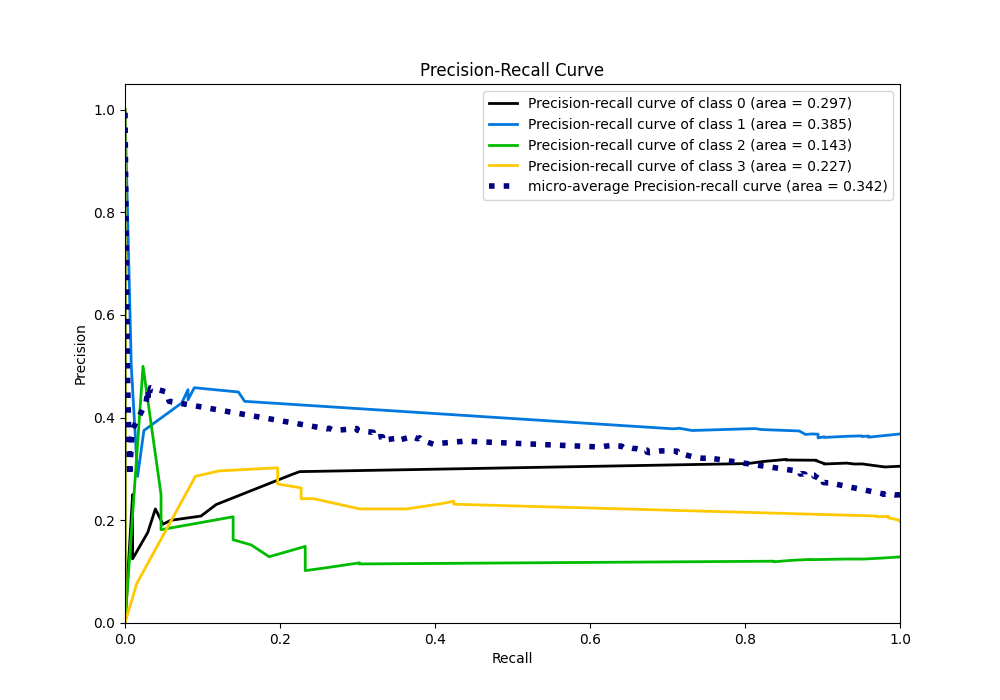 Precision-Recall Curve
Precision-recall curve of class 0 (area = 0.297)
Precision-recall curve of class 1 (area = 0.385)
Precision-recall curve of class 2 (area = 0.143)
Precision-recall curve of class 3 (area = 0.227)
micro-average Precision-recall curve (area = 0.342)
Precision
1.0
0.8
0.6
0.4
0.2
0.0
0.0 0.2 0.4 0.6 0.8 1.0
Recall